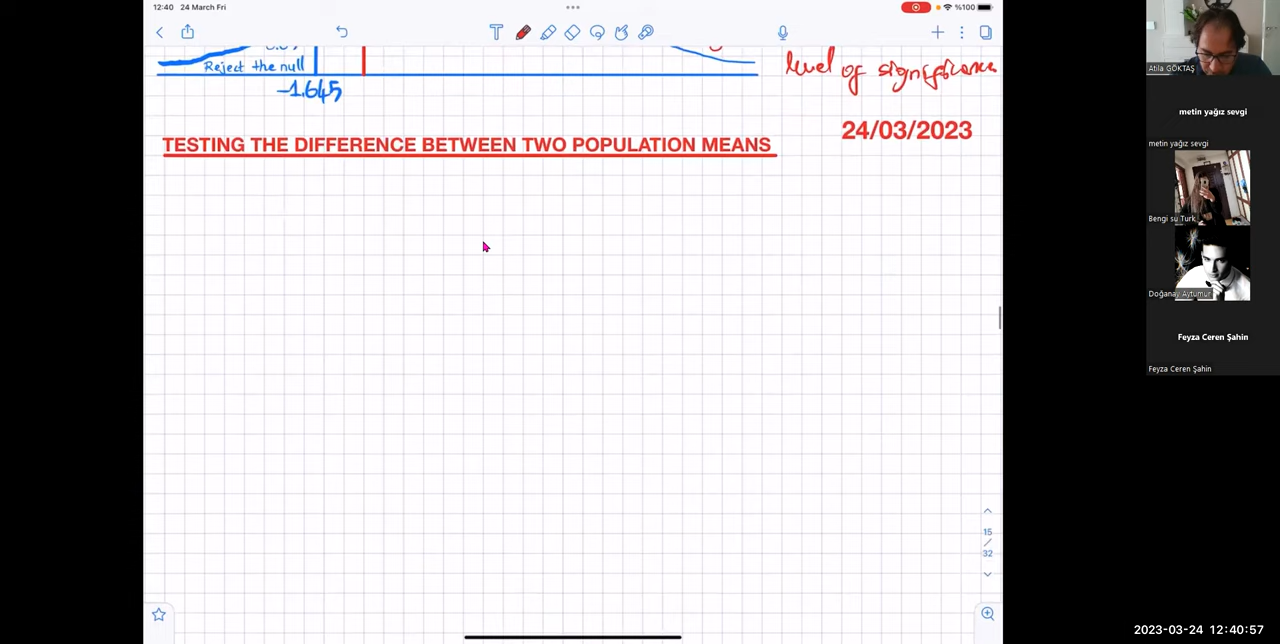 12:40 24 March Fri
%100
Reject the null
-1.645
level of significance
24/03/2023
TESTING THE DIFFERENCE BETWEEN TWO POPULATION MEANS
15
32
Atila GÖKTAŞ
metin yağız sevgi
metin yağız sevgi
Bengi su Turk
Doğanay Aytumur
Feyza Ceren Şahin
Feyza Ceren Şahin
2023-03-24 12:40:57